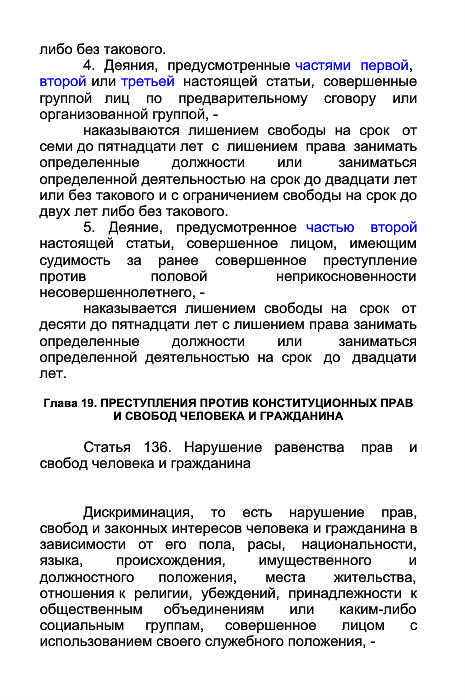 либо без такового.
4. Деяния, предусмотренные частями первой,
второй или третьей настоящей статьи, совершенные
группой лиц по предварительному сговору или
организованной группой, -
наказываются лишением свободы на срок от
семи до пятнадцати лет с лишением права занимать
определенные должности или заниматься
определенной деятельностью на срок до двадцати лет
или без такового и с ограничением свободы на срок до
двух лет либо без такового.
5. Деяние, предусмотренное частью второй
настоящей статьи, совершенное лицом, имеющим
судимость за ранее совершенное преступление
против половой неприкосновенности
несовершеннолетнего, -
наказывается лишением свободы на срок от
десяти до пятнадцати лет с лишением права занимать
определенные должности или заниматься
определенной деятельностью на срок до двадцати
лет.
Глава 19. ПРЕСТУПЛЕНИЯ ПРОТИВ КОНСТИТУЦИОННЫХ ПРАВ
И СВОБОД ЧЕЛОВЕКА И ГРАЖДАНИНА
Статья 136. Нарушение равенства прав и
свобод человека и гражданина
Дискриминация, то есть нарушение прав,
свобод и законных интересов человека и гражданина в
зависимости от его пола, расы, национальности,
языка, происхождения, имущественного и
должностного положения, места жительства,
отношения к религии, убеждений, принадлежности к
общественным объединениям или каким-либо
социальным группам, совершенное лицом с
использованием своего служебного положения, -